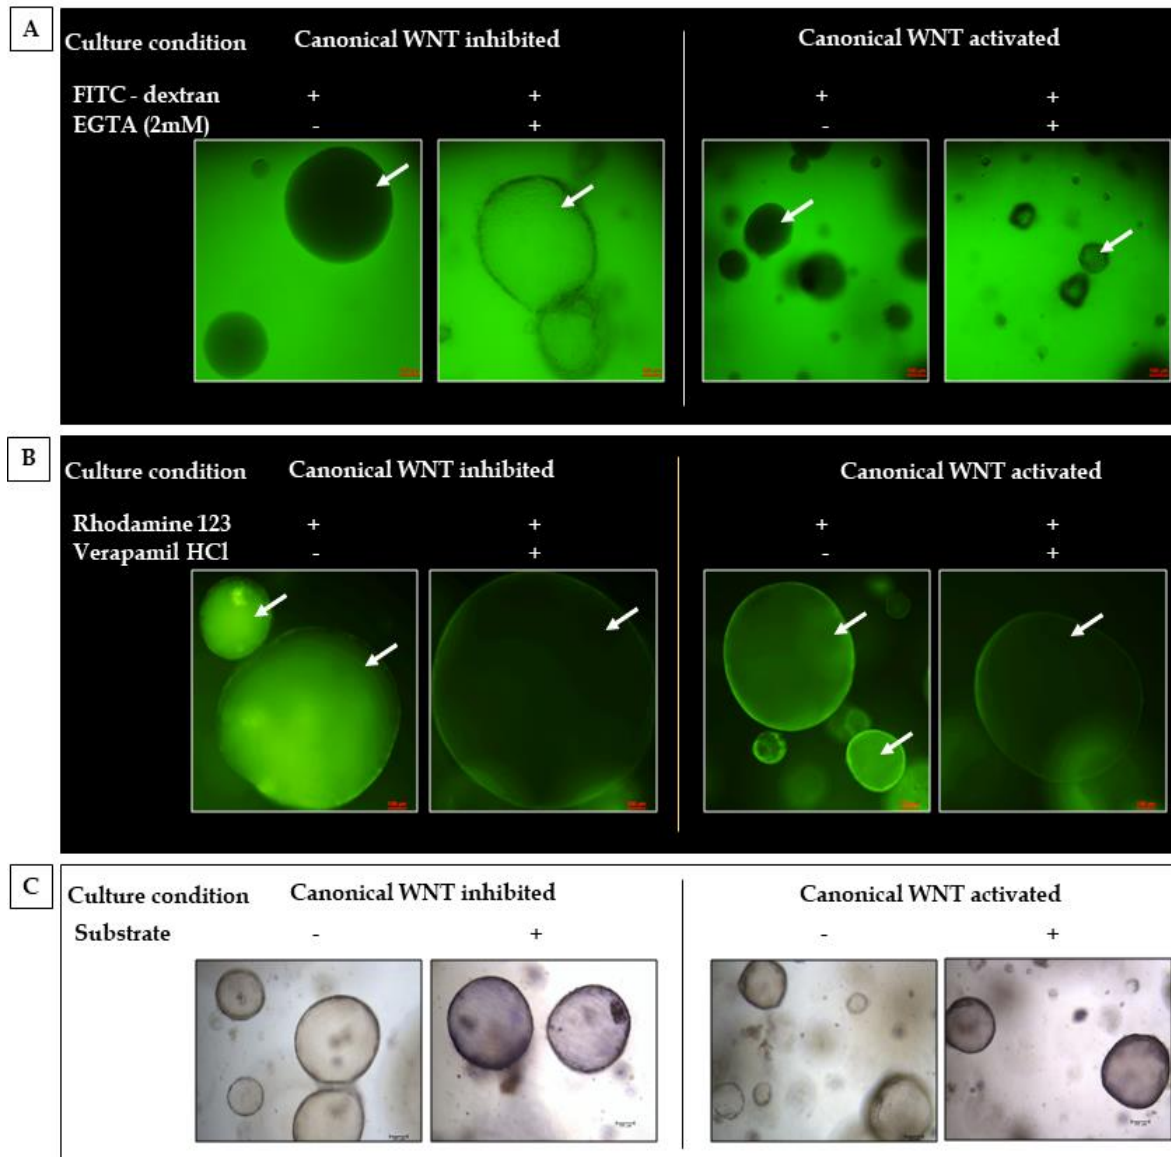 A
Culture condition Canonical WNT inhibited Canonical WNT activated
FITC - dextran + + + +
EGTA (2mM) - + - +
B
Culture condition Canonical WNT inhibited Canonical WNT activated
Rhodamine 123 + + + +
Verapamil HCl - + - +
C
Culture condition Canonical WNT inhibited Canonical WNT activated
Substrate - + - +